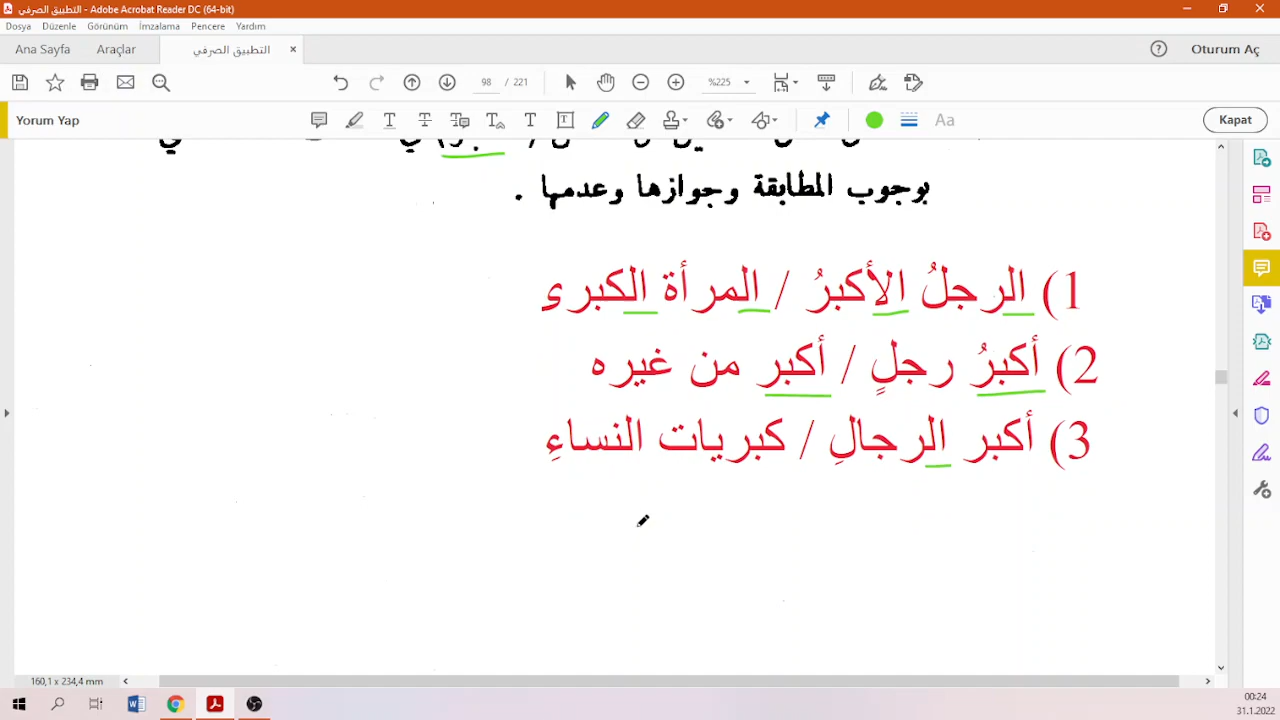 التطبيق الصرفي - Adobe Acrobat Reader DC (64-bit)
Dosya Düzenle Görünüm İmzalama Pencere Yardım
Ana Sayfa Araçlar التطبيق الصرفي × Oturum Aç
98 / 221 %225
Yorum Yap Aa Kapat
بوجوب المطابقة وجوازها وعدمها .
1) الرجلُ الأكبرُ / المرأة الكبرى
2) أكبرُ رجلٍ / أكبر من غيره
3) أكبر الرجالِ / كبريات النساءِ
160,1 x 234,4 mm
00:24
31.1.2022